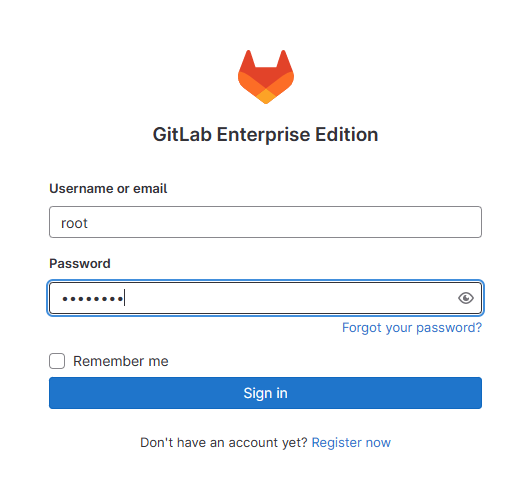 GitLab Enterprise Edition
Username or email
root
Password
••••••••
Forgot your password?
Remember me
Sign in
Don't have an account yet? Register now